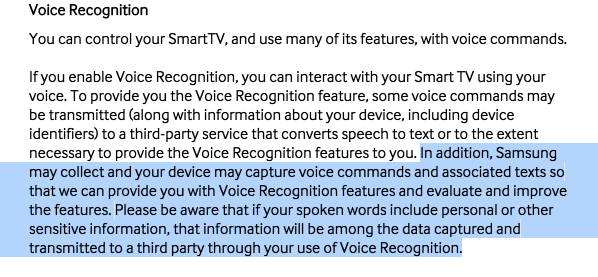 Voice Recognition
You can control your SmartTV, and use many of its features, with voice commands.
If you enable Voice Recognition, you can interact with your Smart TV using your
voice. To provide you the Voice Recognition feature, some voice commands may
be transmitted (along with information about your device, including device
identifiers) to a third-party service that converts speech to text or to the extent
necessary to provide the Voice Recognition features to you. In addition, Samsung
may collect and your device may capture voice commands and associated texts so
that we can provide you with Voice Recognition features and evaluate and improve
the features. Please be aware that if your spoken words include personal or other
sensitive information, that information will be among the data captured and
transmitted to a third party through your use of Voice Recognition.